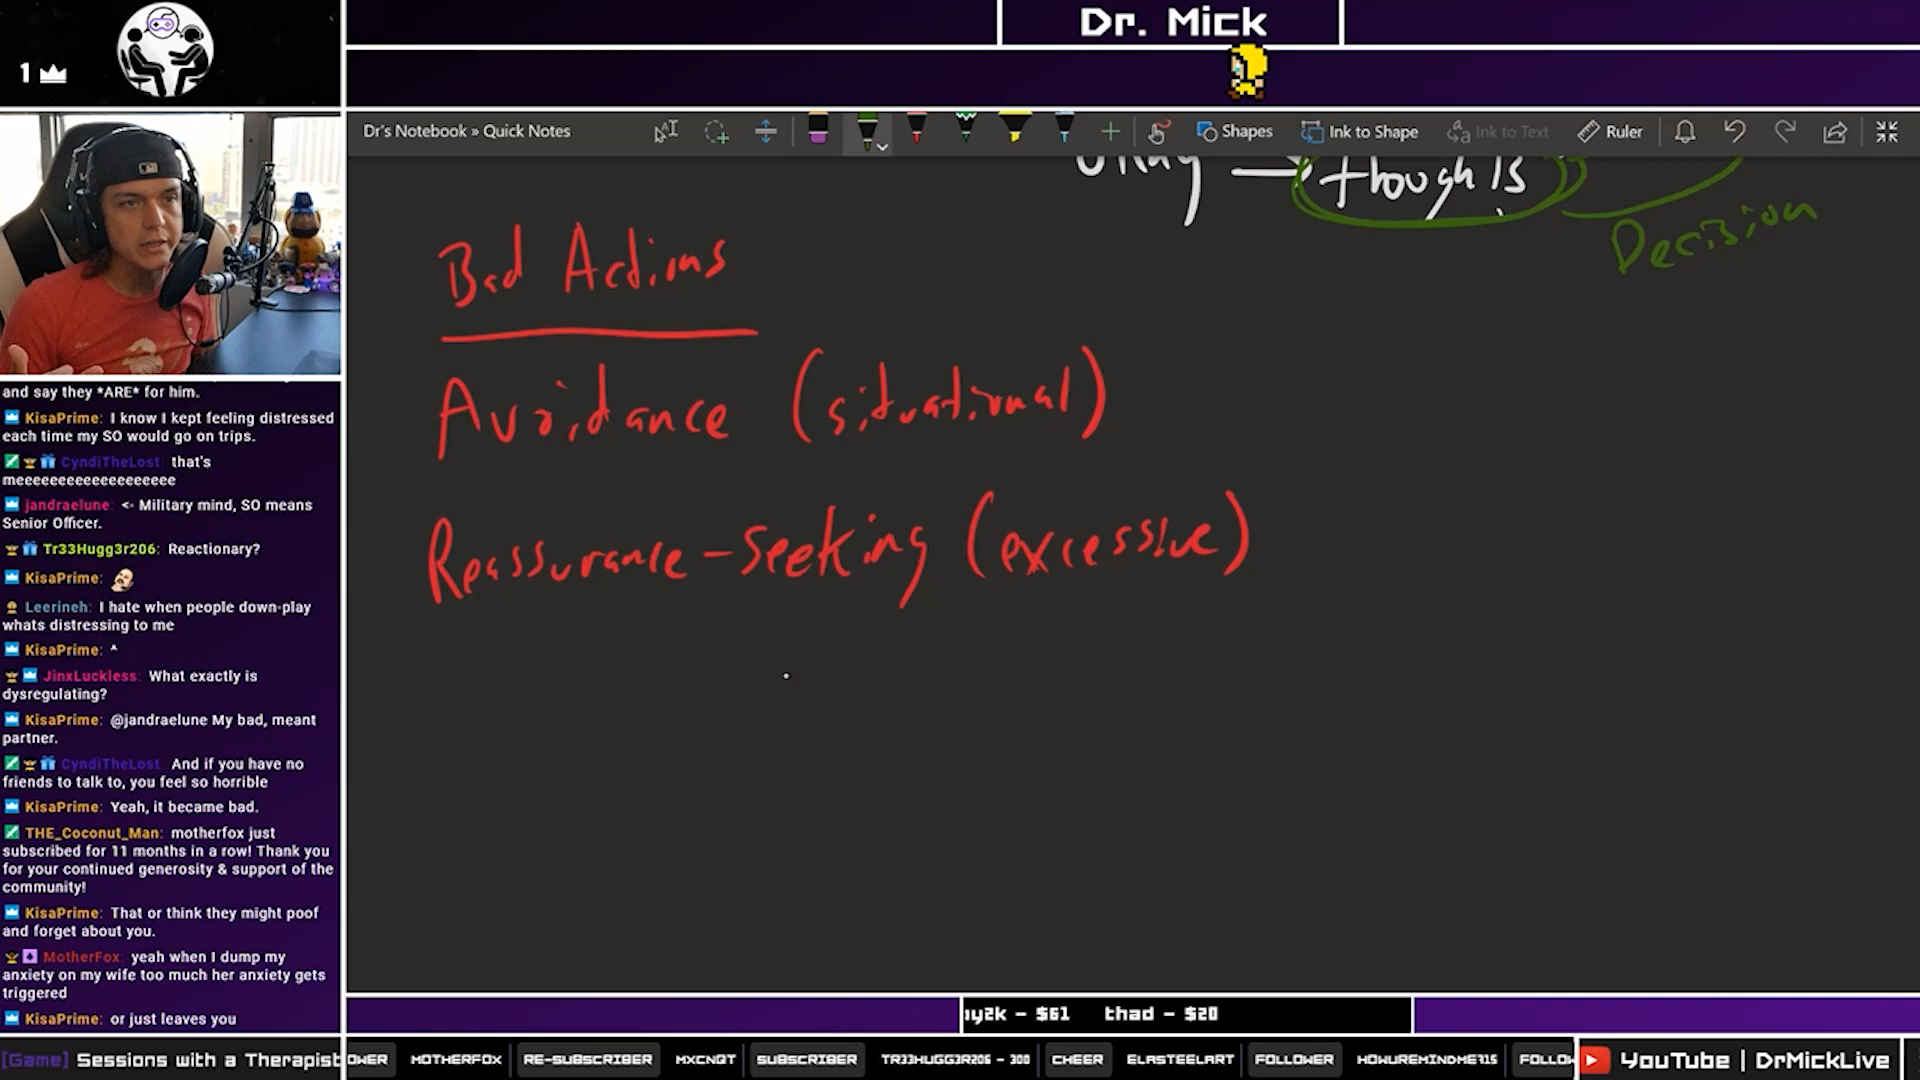 Dr. Mick
1
Dr's Notebook » Quick Notes
Shapes
Ink to Shape
Ink to Text
Ruler
Okay → thoughts
Decision
Bad Actions
Avoidance (situational)
Reassurance-Seeking (excessive)
and say they *ARE* for him.
KisaPrime: I know I kept feeling distressed
each time my SO would go on trips.
CyndiTheLost: that's
meeeeeeeeeeeeeeeeeee
jandraelune: <- Military mind, SO means
Senior Officer.
Tr33Hugg3r206: Reactionary?
KisaPrime:
Leerineh: I hate when people down-play
whats distressing to me
KisaPrime: ^
JinxLuckless: What exactly is
dysregulating?
KisaPrime: @jandraelune My bad, meant
partner.
CyndiTheLost: And if you have no
friends to talk to, you feel so horrible
KisaPrime: Yeah, it became bad.
THE_Coconut_Man: motherfox just
subscribed for 11 months in a row! Thank you
for your continued generosity & support of the
community!
KisaPrime: That or think they might poof
and forget about you.
MotherFox: yeah when I dump my
anxiety on my wife too much her anxiety gets
triggered
KisaPrime: or just leaves you
y2k - $61 thad - $20
[Game] Sessions with a Therapist
OWER MOTHERFOX RE-SUBSCRIBER MXCNQT SUBSCRIBER TR33HUGG3R206 - 300 CHEER ELASTEELART FOLLOWER HOWUREMINDME715 FOLLOW
YouTube | DrMickLive